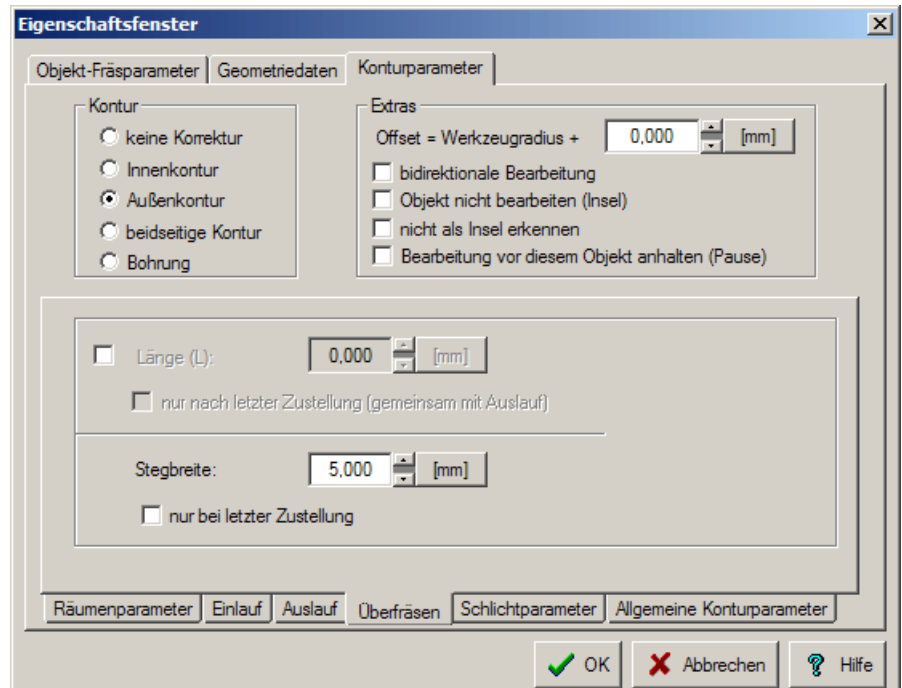 Eigenschaftsfenster
Objekt-Fräsparameter Geometriedaten Konturparameter
Kontur
keine Korrektur
Innenkontur
Außenkontur
beidseitige Kontur
Bohrung
Extras
Offset = Werkzeugradius + 0,000 [mm]
bidirektionale Bearbeitung
Objekt nicht bearbeiten (Insel)
nicht als Insel erkennen
Bearbeitung vor diesem Objekt anhalten (Pause)
Länge (L): 0,000 [mm]
nur nach letzter Zustellung (gemeinsam mit Auslauf)
Stegbreite: 5,000 [mm]
nur bei letzter Zustellung
Räumenparameter Einlauf Auslauf Überfräsen Schlichtparameter Allgemeine Konturparameter
OK Abbrechen Hilfe